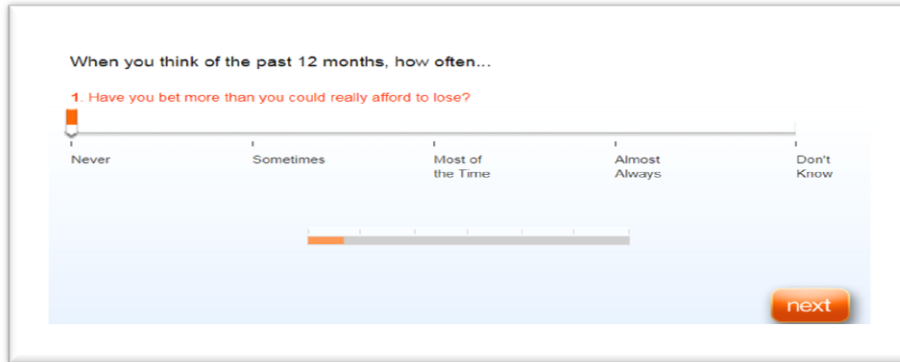 When you think of the past 12 months, how often...
1. Have you bet more than you could really afford to lose?
Never Sometimes Most of the Time Almost Always Don't Know
next